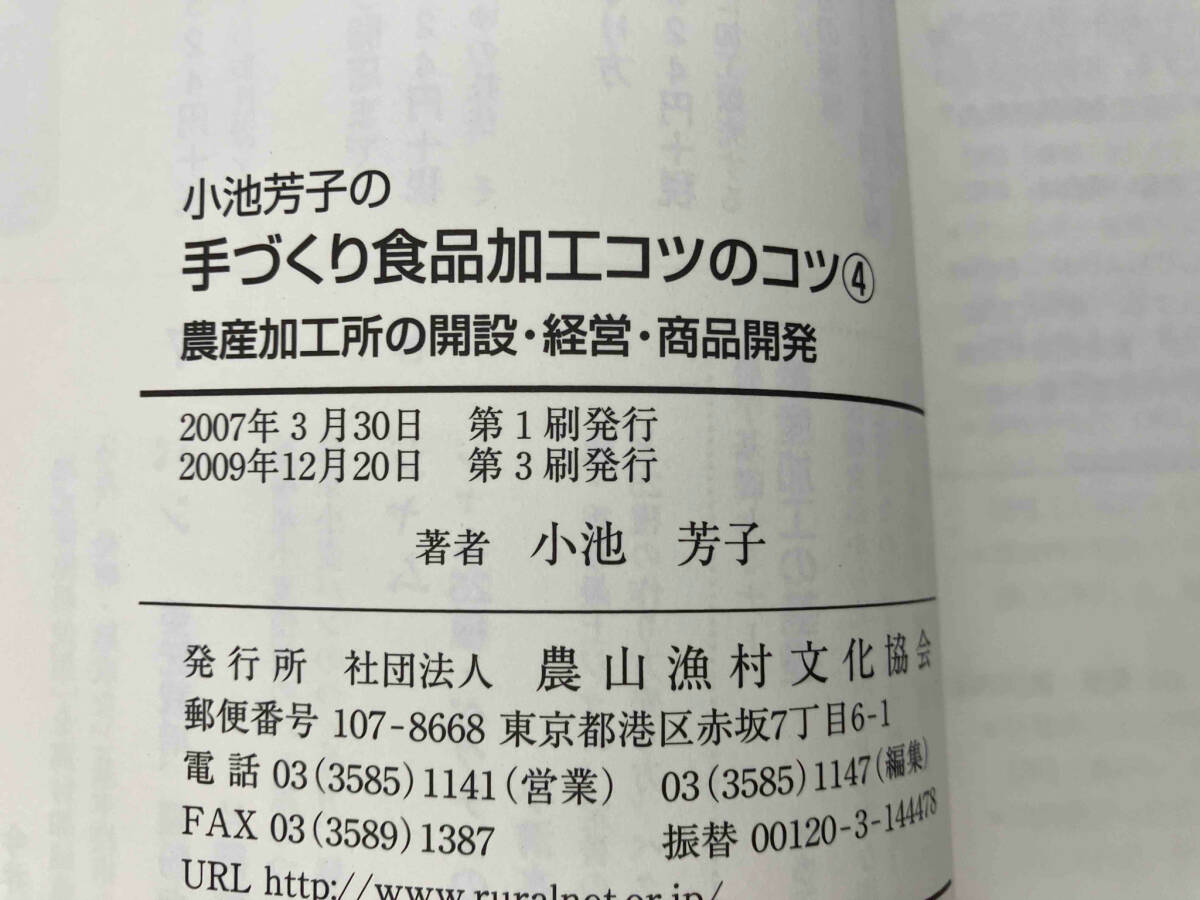 小池芳子の
手づくり食品加工コツのコツ④
農産加工所の開設・経営・商品開発
2007年3月30日 第1刷発行
2009年12月20日 第3刷発行
著者 小池 芳子
発行所 社団法人 農山漁村文化協会
郵便番号 107-8668 東京都港区赤坂7丁目6-1
電話 03(3585)1141(営業) 03(3585)1147(編集)
FAX 03(3589)1387 振替 00120-3-144478
URL http://www.ruralnet.or.jp/